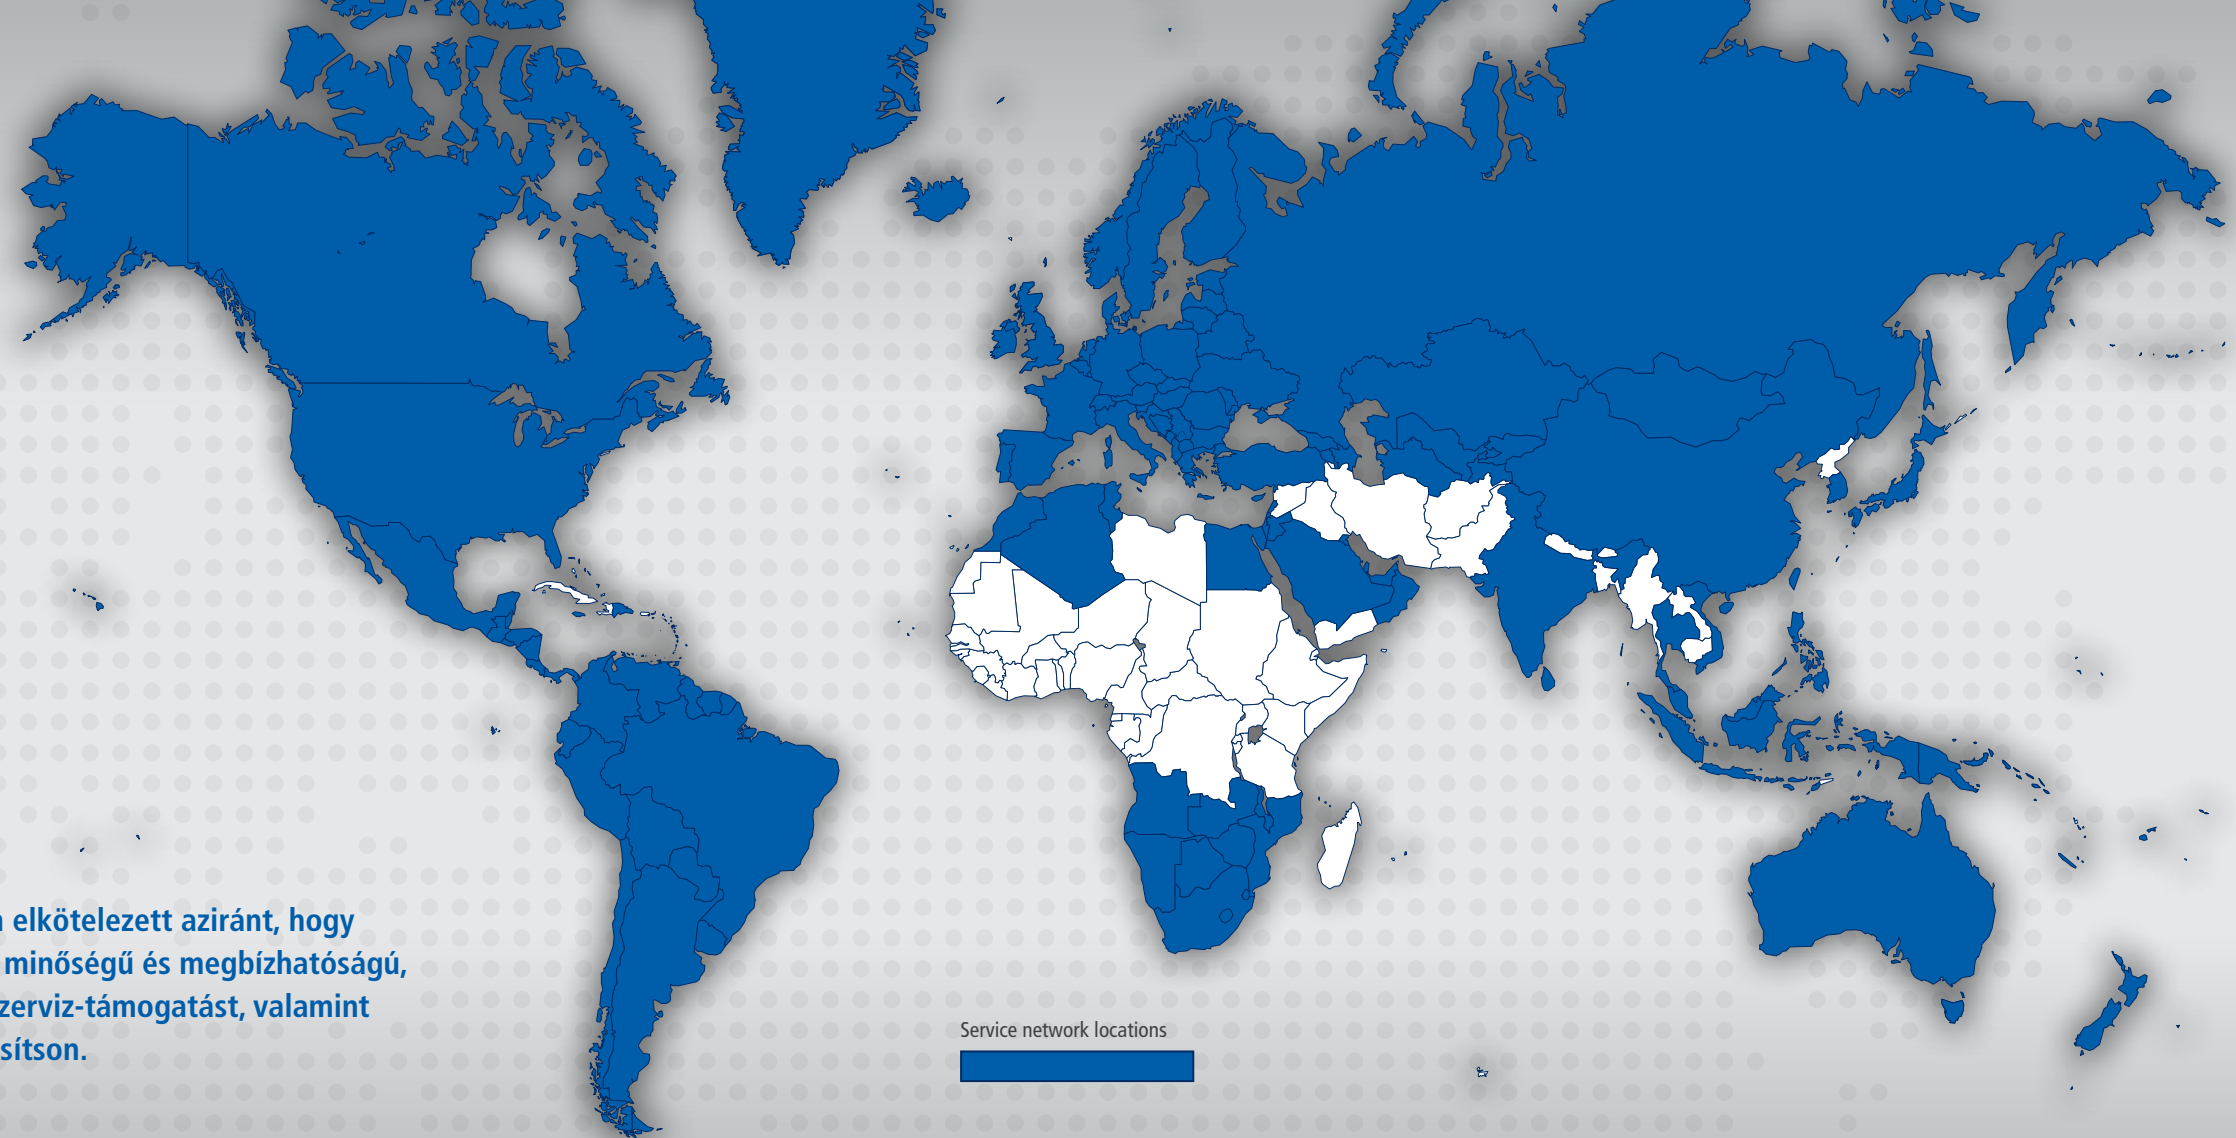 elkötelezett aziránt, hogy
minőségű és megbízhatóságú,
zerviz-támogatást, valamint
sítson.
Service network locations